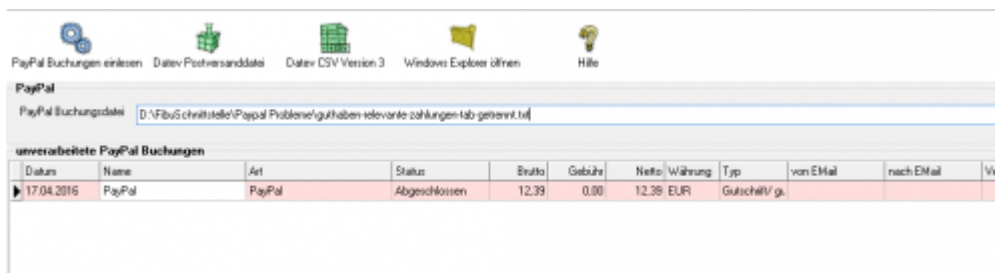 PayPal Buchungen einlesen Datev Postversanddatei Datev CSV Version 3 Windows Explorer öffnen Hilfe
PayPal
PayPal Buchungsdatei D:\FibuSchnittstelle\Paypal Probleme\guthaben-relevante-zahlungen-tab-getrennt.txt
unverarbeitete PayPal Buchungen
Datum Name Art Status Brutto Gebühr Netto Währung Typ von EMail nach EMail
17.04.2016 PayPal PayPal Abgeschlossen 12,39 0,00 12,39 EUR Gutschrift/ gu